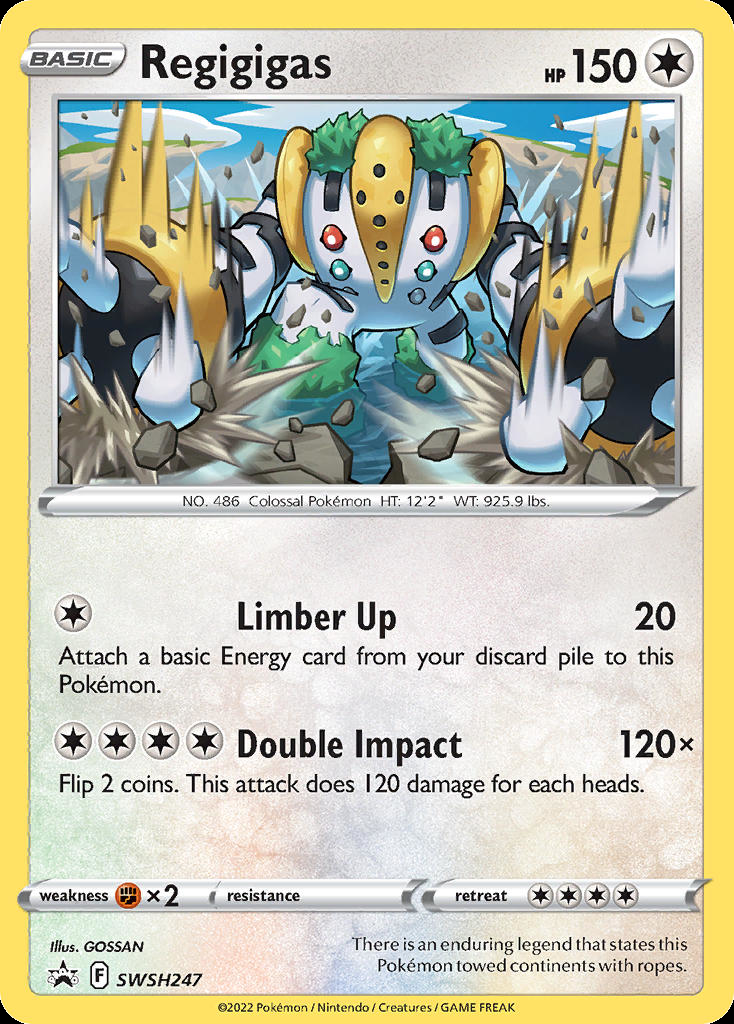 BASIC
Regigigas
HP 150
NO. 486 Colossal Pokémon HT: 12'2" WT: 925.9 lbs.
Limber Up 20
Attach a basic Energy card from your discard pile to this
Pokémon.
Double Impact 120×
Flip 2 coins. This attack does 120 damage for each heads.
weakness ×2 resistance retreat
Illus. GOSSAN
There is an enduring legend that states this
Pokémon towed continents with ropes.
F SWSH247
©2022 Pokémon / Nintendo / Creatures / GAME FREAK